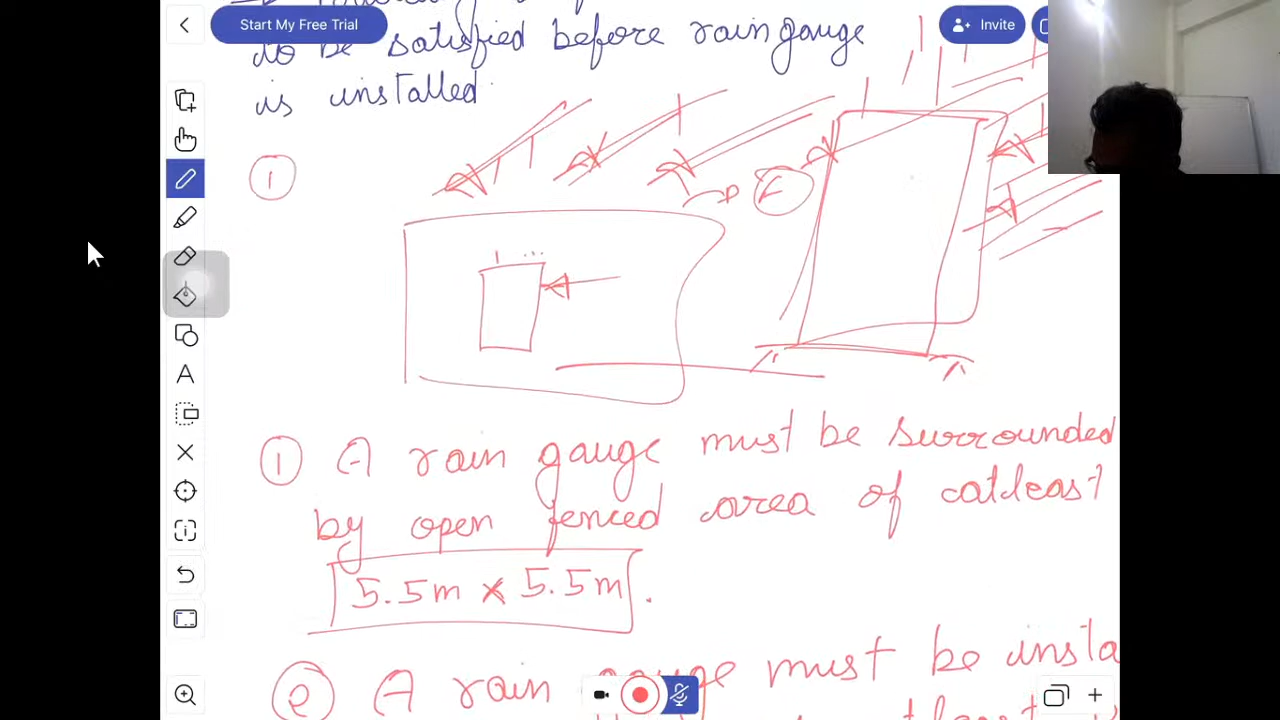 Start My Free Trial
Invite
to be satisfied before rain gauge
is installed
1
E
1 A rain gauge must be surrounded
by open fenced area of atleast
5.5m × 5.5m.
2 A rain gauge must be insta